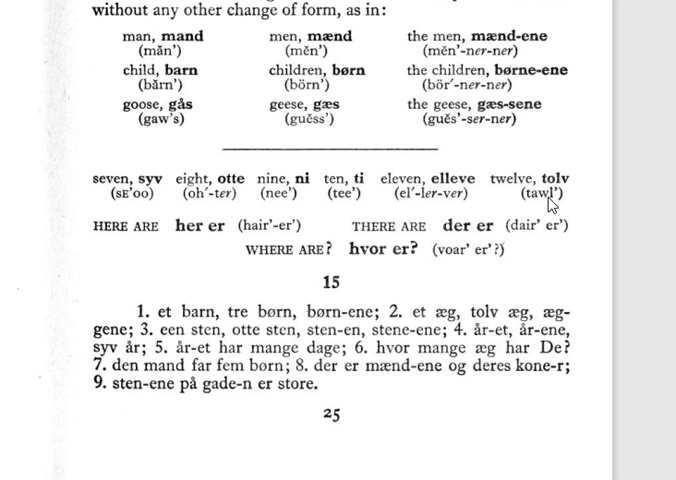 without any other change of form, as in:
man, mand men, mænd the men, mænd-ene
(măn’) (mĕn’) (mĕn’-ner-ner)
child, barn children, børn the children, børne-ene
(bărn’) (börn’) (bör′-ner-ner)
goose, gås geese, gæs the geese, gæs-sene
(gaw’s) (guĕss’) (guĕs’-ser-ner)
seven, syv eight, otte nine, ni ten, ti eleven, elleve twelve, tolv
(sE’oo) (oh′-ter) (nee’) (tee’) (el′-ler-ver) (tawl’)
HERE ARE her er (hair’-er’) THERE ARE der er (dair’ er’)
WHERE ARE? hvor er? (voar’ er’?)
15
1. et barn, tre børn, børn-ene; 2. et æg, tolv æg, æg-
gene; 3. een sten, otte sten, sten-en, stene-ene; 4. år-et, år-ene,
syv år; 5. år-et har mange dage; 6. hvor mange æg har De?
7. den mand far fem børn; 8. der er mænd-ene og deres kone-r;
9. sten-ene på gade-n er store.
25